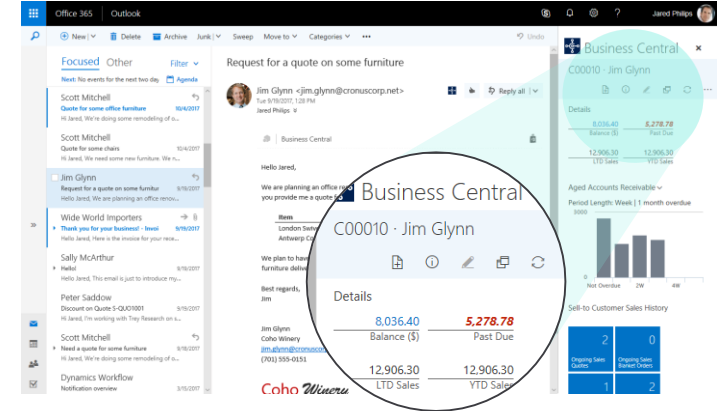 Office 365 Outlook
Jared Philips
New Delete Archive Junk Sweep Move to Categories Undo
Focused Other Filter
Next: No events for the next two day Agenda
Scott Mitchell
Quote for some office furniture 10/4/2017
Hi Jared, We're doing some remodeling of o...
Scott Mitchell
Quote for some chairs 10/4/2017
Hi Jared, We need some new furniture. We n...
Jim Glynn
Request for a quote on some furnitur 9/19/2017
Hello Jared, We are planning an office renov...
Wide World Importers
Thank you for your business! - Invoi 9/19/2017
Hello Jared, Here is the invoice for your rece...
Sally McArthur
Hello! 9/19/2017
Hello Jared, This email is just to introduce my...
Peter Saddow
Discount on Quote S-QUO1001 9/19/2017
Hi Jared, I'm working with Trey Research on s...
Scott Mitchell
Need a quote for some furniture 9/19/2017
Hi Jared, We're doing some remodeling of o...
Dynamics Workflow
Notification overview 3/15/2017
Request for a quote on some furniture
Jim Glynn <jim.glynn@cronuscorp.net>
Tue 9/19/2017, 1:28 PM
Jared Philips
Reply all
Business Central
Hello Jared,
We are planning an office reno
you provide me a quote f
Item
London Swiv
Antwerp Co
We plan to have
furniture delive
Best regards,
Jim
Jim Glynn
Coho Winery
jim.glynn@cronusco
(701) 555-0151
Coho Winery
Business Central
C00010 · Jim Glynn
Details
8,036.40 5,278.78
Balance ($) Past Due
12,906.30 12,906.30
LTD Sales YTD Sales
Business Central
C00010 · Jim Glynn
Details
8,036.40 5,278.78
Balance ($) Past Due
12,906.30 12,906.30
LTD Sales YTD Sales
Aged Accounts Receivable
Period Length: Week | 1 month overdue
3000
0
Not Overdue 2W 4W
Sell-to Customer Sales History
2 0
Ongoing Sales Quotes
Ongoing Sales Blanket Orders
1 2